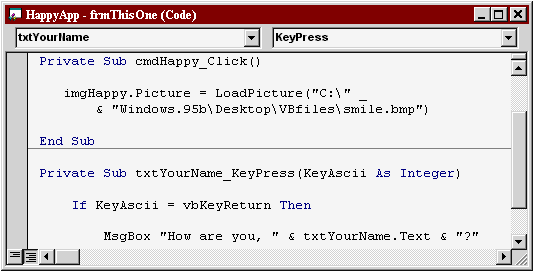 HappyApp - frmThisOne (Code)
txtYourName KeyPress
Private Sub cmdHappy_Click()
imgHappy.Picture = LoadPicture("C:\" _
& "Windows.95b\Desktop\VBfiles\smile.bmp")
End Sub
Private Sub txtYourName_KeyPress(KeyAscii As Integer)
If KeyAscii = vbKeyReturn Then
MsgBox "How are you, " & txtYourName.Text & "?"